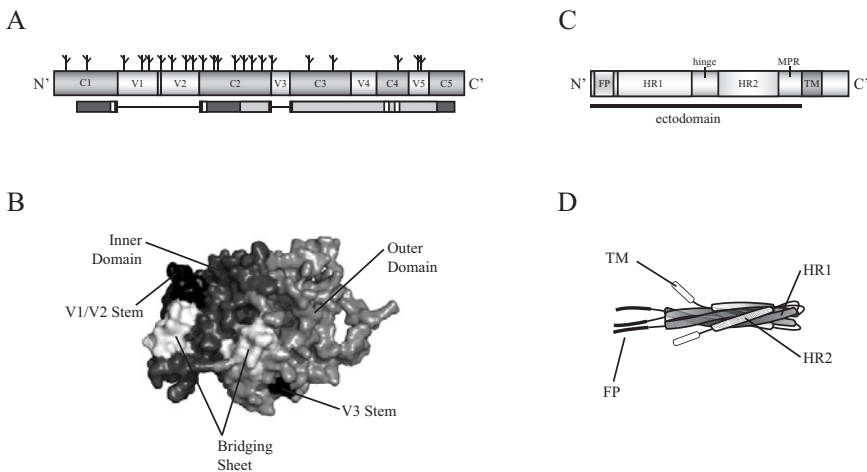 A
N' C1 V1 V2 C2 V3 C3 V4 C4 V5 C5 C'
B
Inner
Domain
V1/V2 Stem
Outer
Domain
V3 Stem
Bridging
Sheet
C
hinge MPR
N' FP HR1 HR2 TM C'
ectodomain
D
TM
HR1
HR2
FP